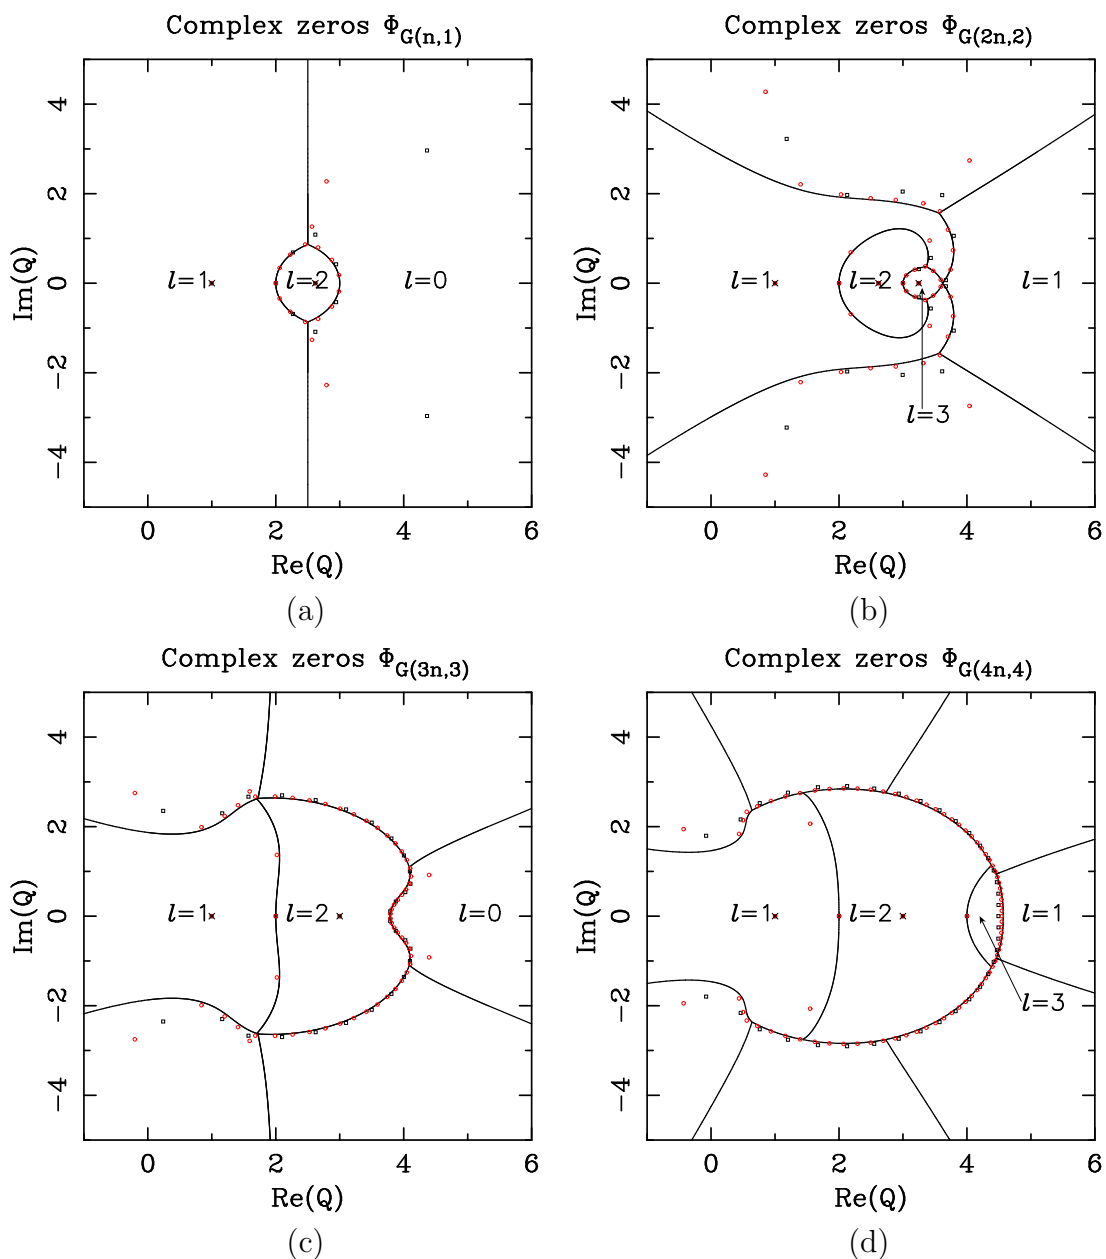 Complex zeros Φ_G(n,1)
Im(Q)
4
2
0
−2
−4
l=1
l=2
l=0
0 2 4 6
Re(Q)
(a)
Complex zeros Φ_G(2n,2)
Im(Q)
4
2
0
−2
−4
l=1
l=2
l=1
l=3
0 2 4 6
Re(Q)
(b)
Complex zeros Φ_G(3n,3)
Im(Q)
4
2
0
−2
−4
l=1
l=2
l=0
0 2 4 6
Re(Q)
(c)
Complex zeros Φ_G(4n,4)
Im(Q)
4
2
0
−2
−4
l=1
l=2
l=1
l=3
0 2 4 6
Re(Q)
(d)